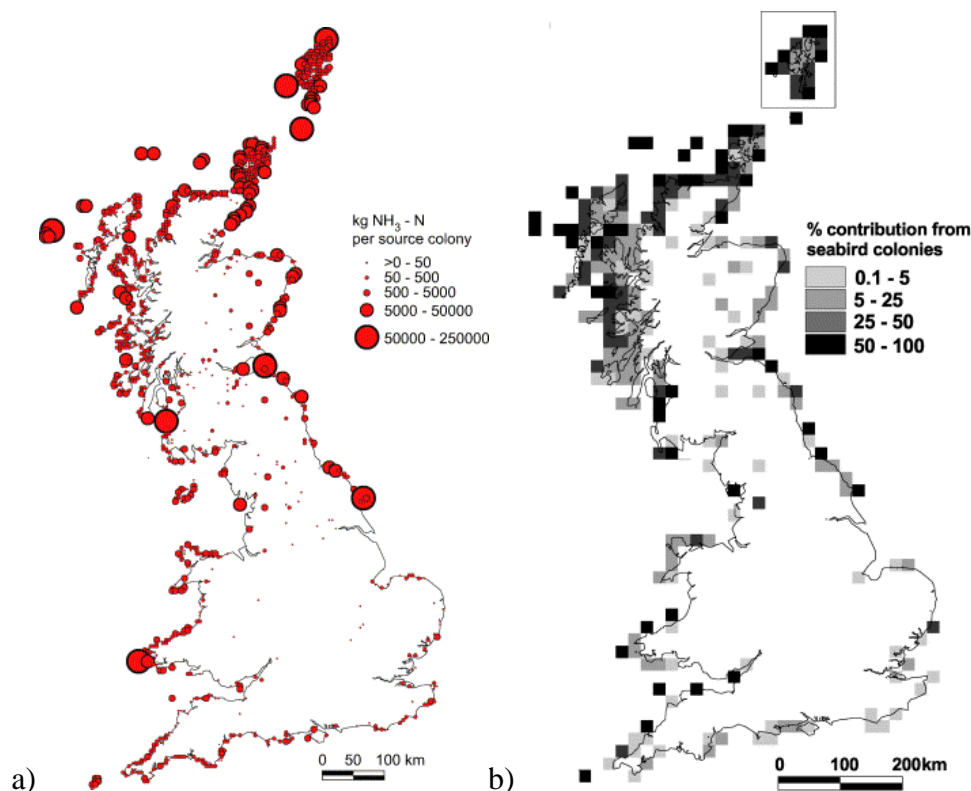 kg NH₃ - N
per source colony
>0 - 50
50 - 500
500 - 5000
5000 - 50000
50000 - 250000
0 50 100 km
a)
% contribution from
seabird colonies
0.1 - 5
5 - 25
25 - 50
50 - 100
0 100 200km
b)